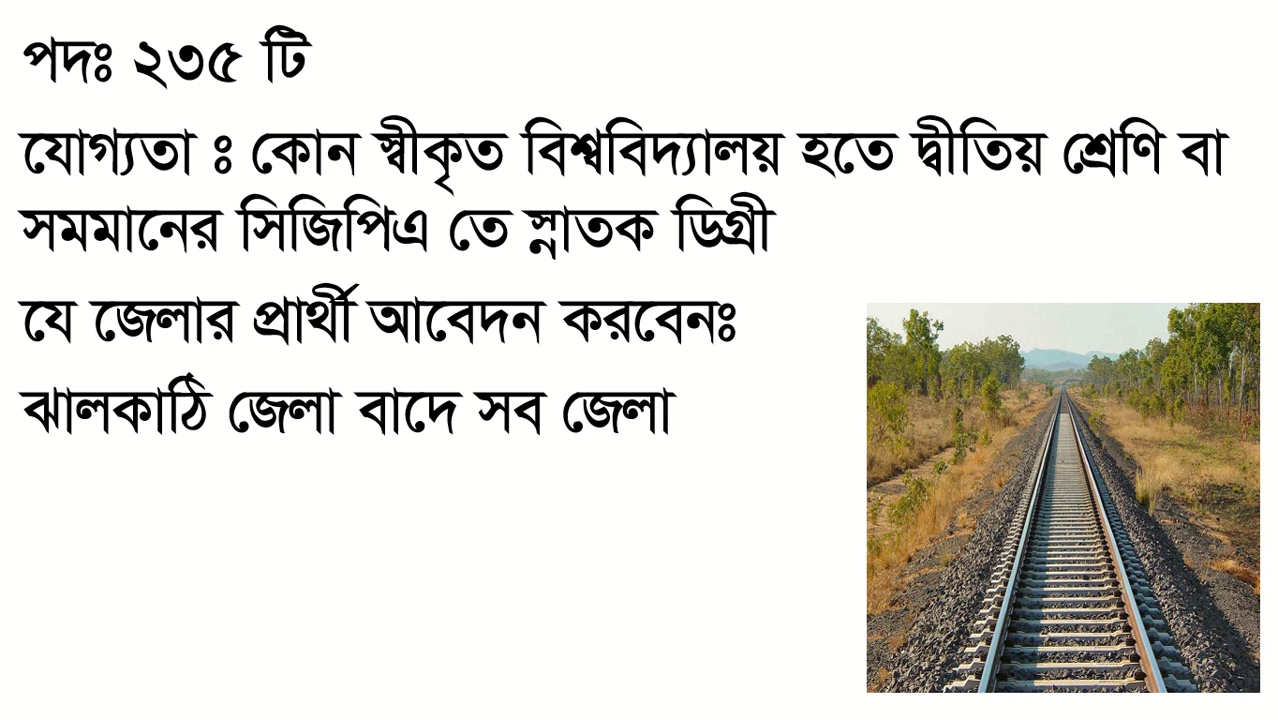 পদঃ ২৩৫ টি
যোগ্যতা ঃ কোন স্বীকৃত বিশ্ববিদ্যালয় হতে দ্বীতিয় শ্রেণি বা
সমমানের সিজিপিএ তে স্নাতক ডিগ্রী
যে জেলার প্রার্থী আবেদন করবেনঃ
ঝালকাঠি জেলা বাদে সব জেলা